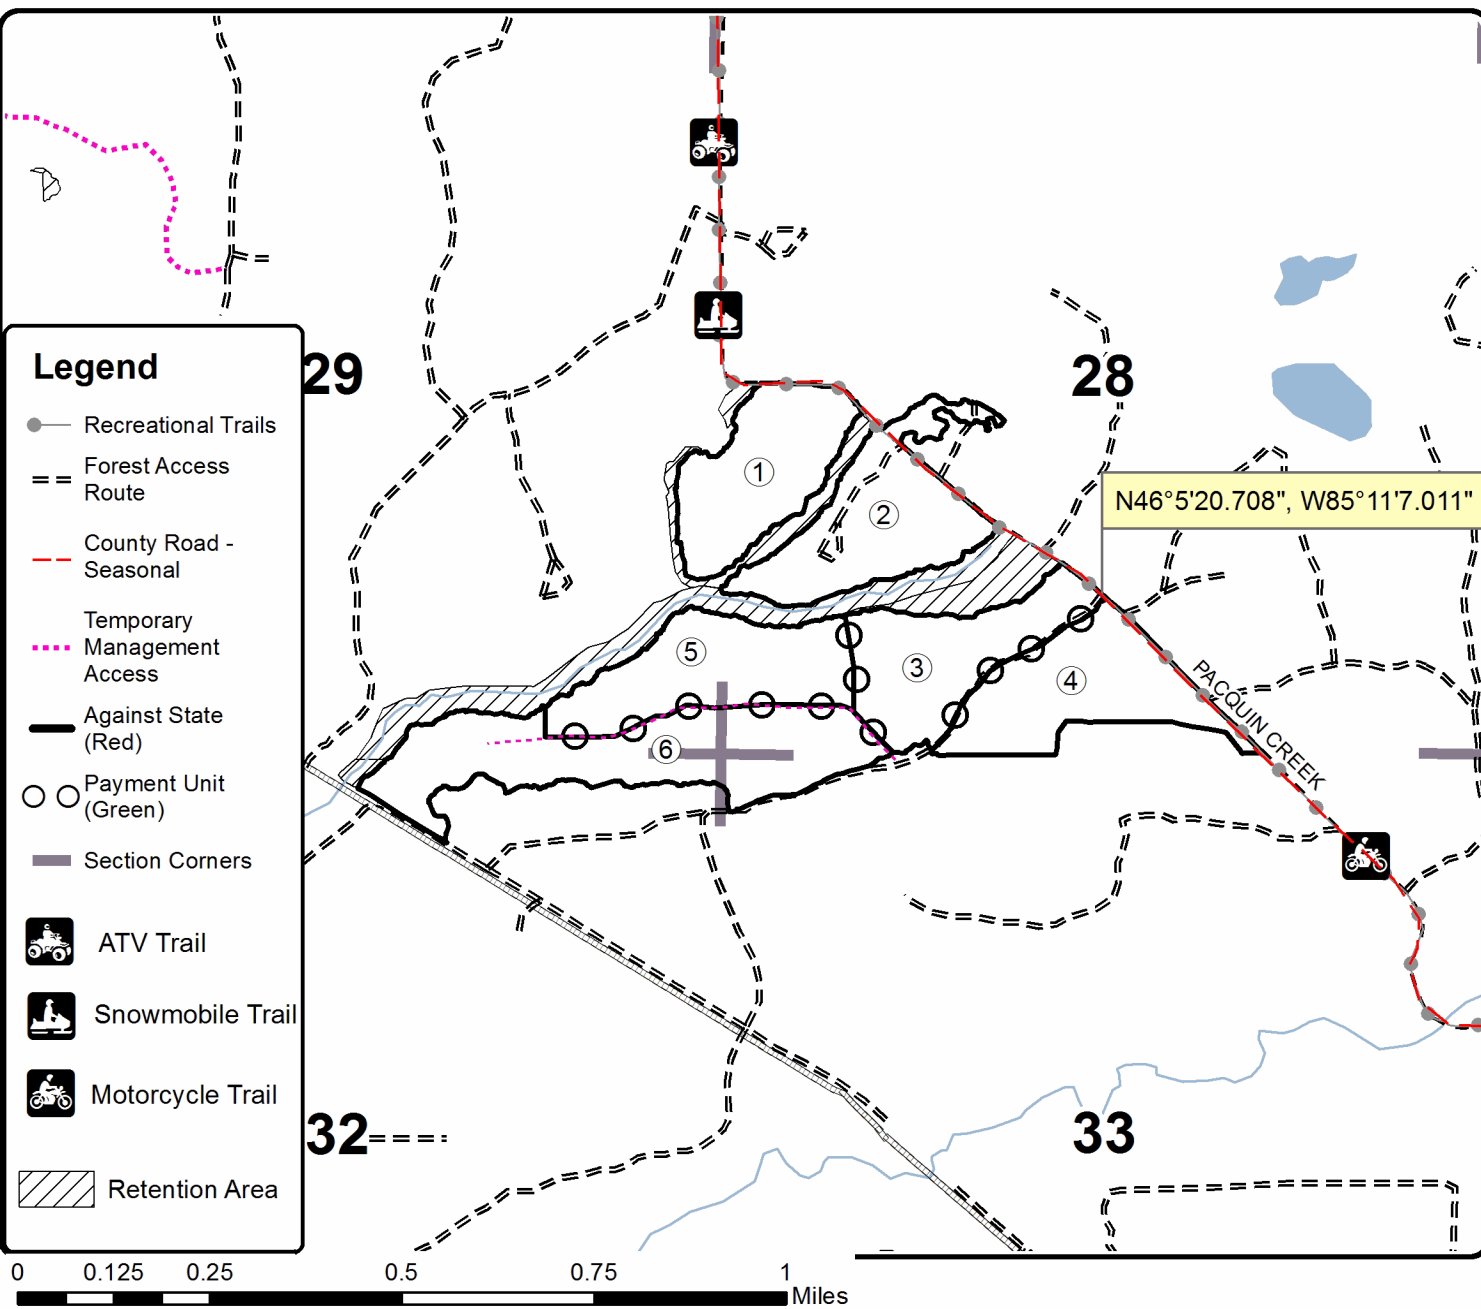 29
28
N46°5'20.708", W85°11'7.011"
1
2
3
4
5
6
PACQUIN CREEK
32
33
Legend
Recreational Trails
Forest Access
Route
County Road -
Seasonal
Temporary
Management
Access
Against State
(Red)
Payment Unit
(Green)
Section Corners
ATV Trail
Snowmobile Trail
Motorcycle Trail
Retention Area
0 0.125 0.25 0.5 0.75 1
Miles